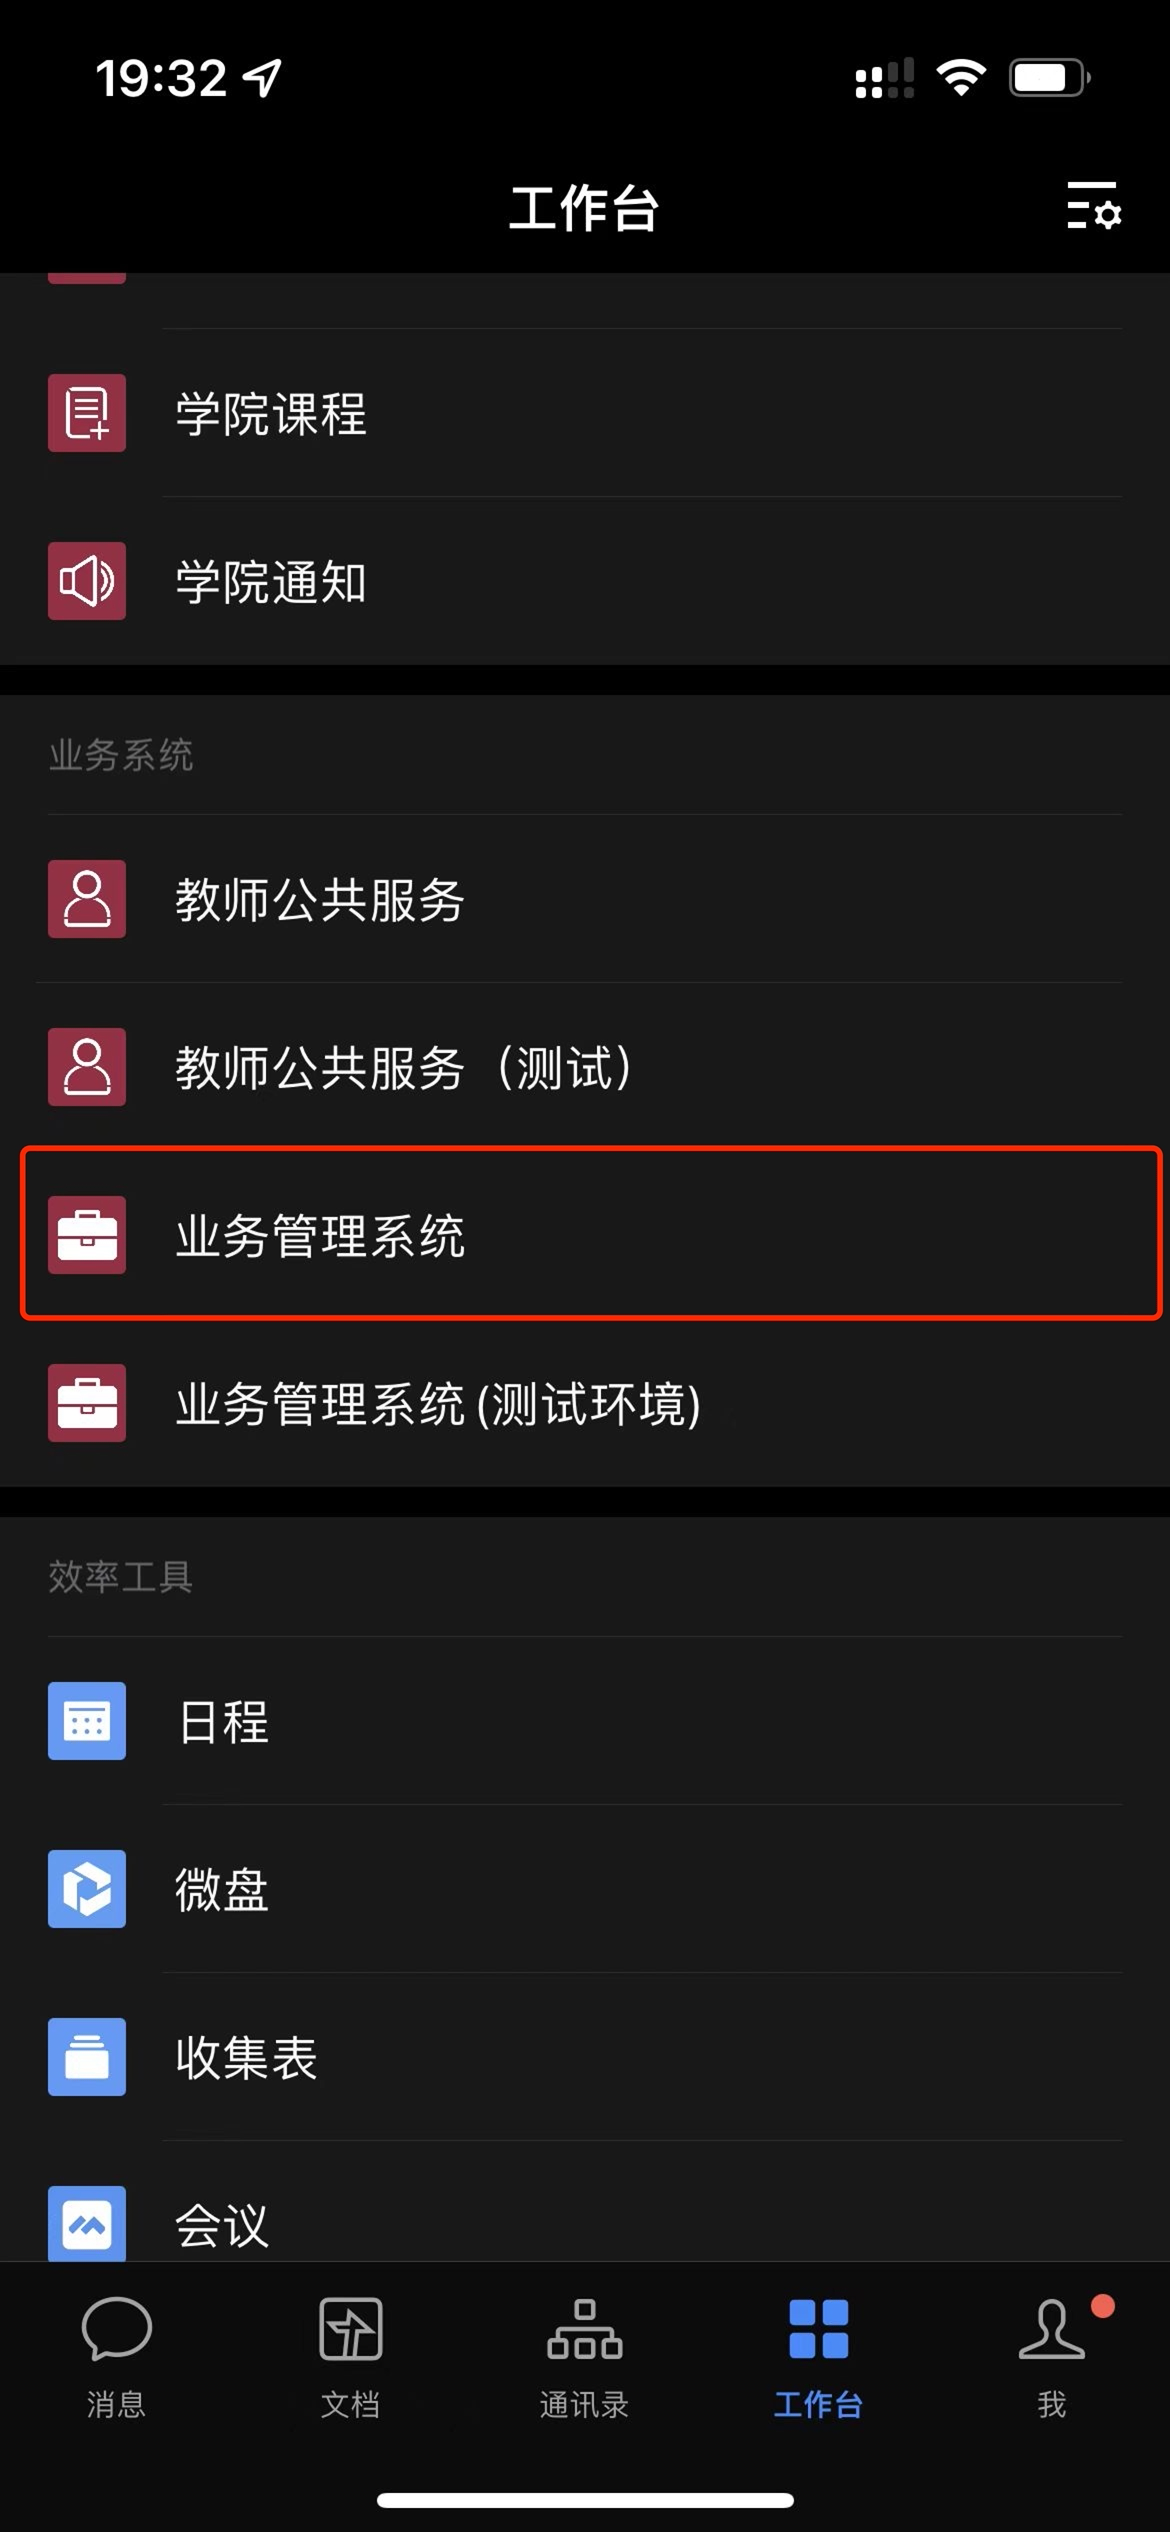 19:32
工作台
学院课程
学院通知
业务系统
教师公共服务
教师公共服务（测试）
业务管理系统
业务管理系统(测试环境)
效率工具
日程
微盘
收集表
会议
消息
文档
通讯录
工作台
我